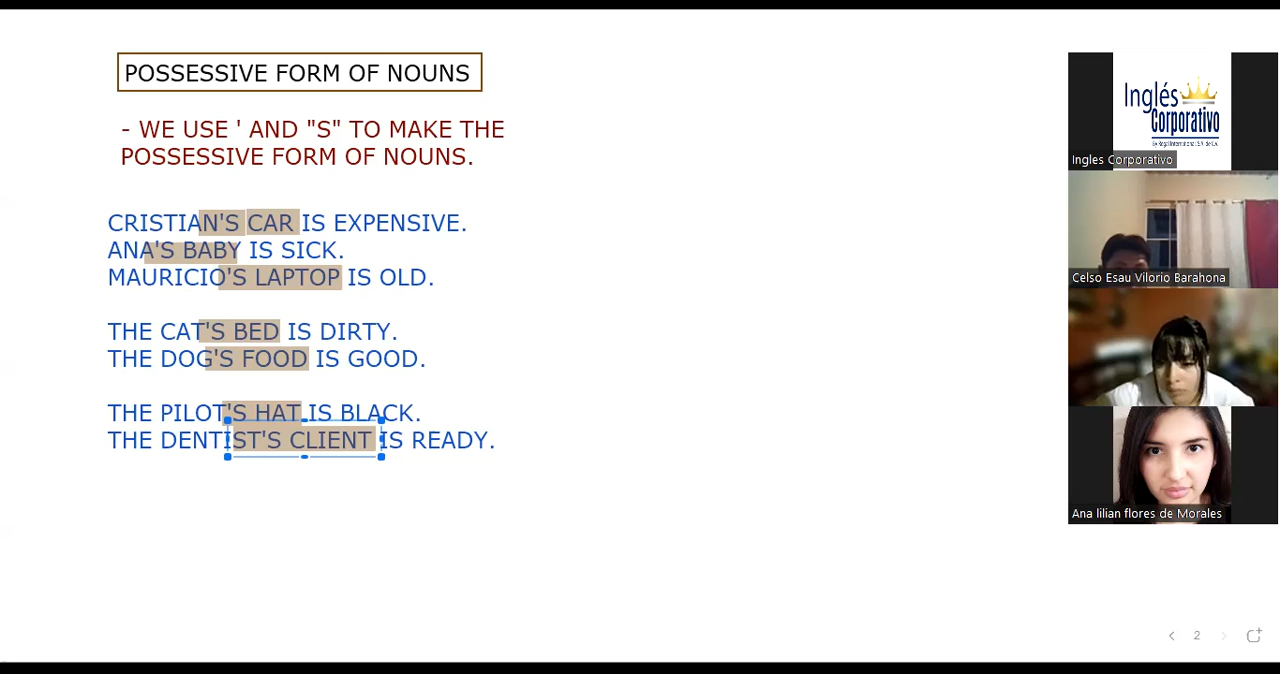 POSSESSIVE FORM OF NOUNS
- WE USE ' AND "S" TO MAKE THE
POSSESSIVE FORM OF NOUNS.
CRISTIAN'S CAR IS EXPENSIVE.
ANA'S BABY IS SICK.
MAURICIO'S LAPTOP IS OLD.
THE CAT'S BED IS DIRTY.
THE DOG'S FOOD IS GOOD.
THE PILOT'S HAT IS BLACK.
THE DENTIST'S CLIENT IS READY.
Inglés
Corporativo
Ingles Corporativo
Celso Esau Vilorio Barahona
Ana lilian flores de Morales
2